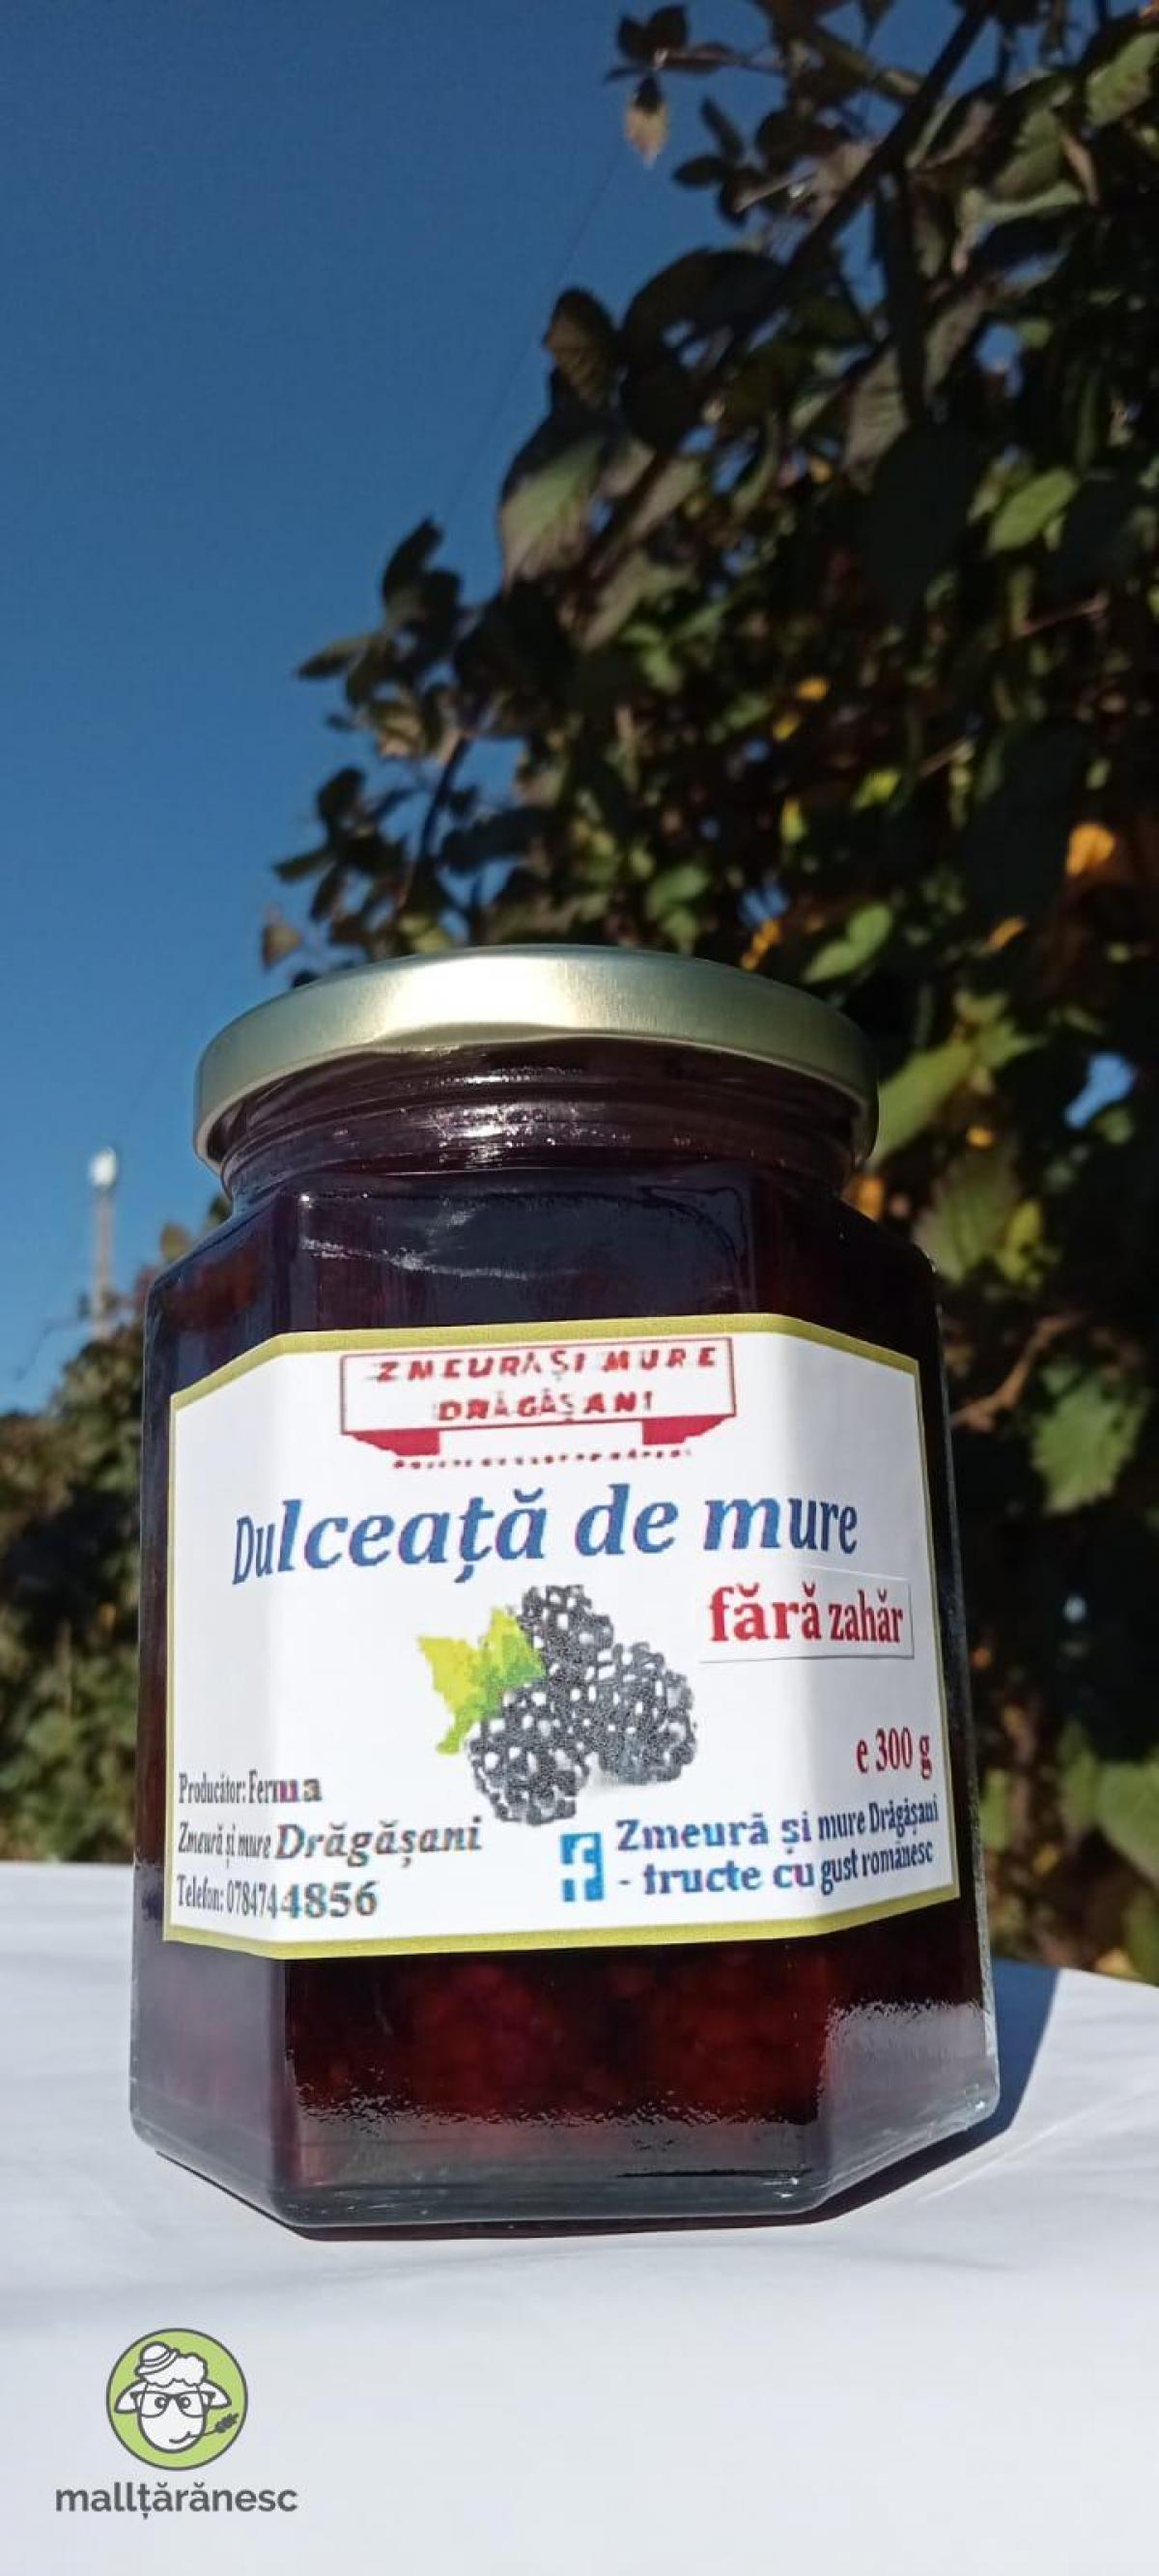 ZMEURĂ ȘI MURE
DRĂGĂȘANI
Dulceață de mure
fără zahăr
e 300 g
Producător: Ferma
Zmeură și mure Drăgășani
Telefon: 0784744856
Zmeură și mure Drăgășani
- fructe cu gust românesc
mallțărănesc